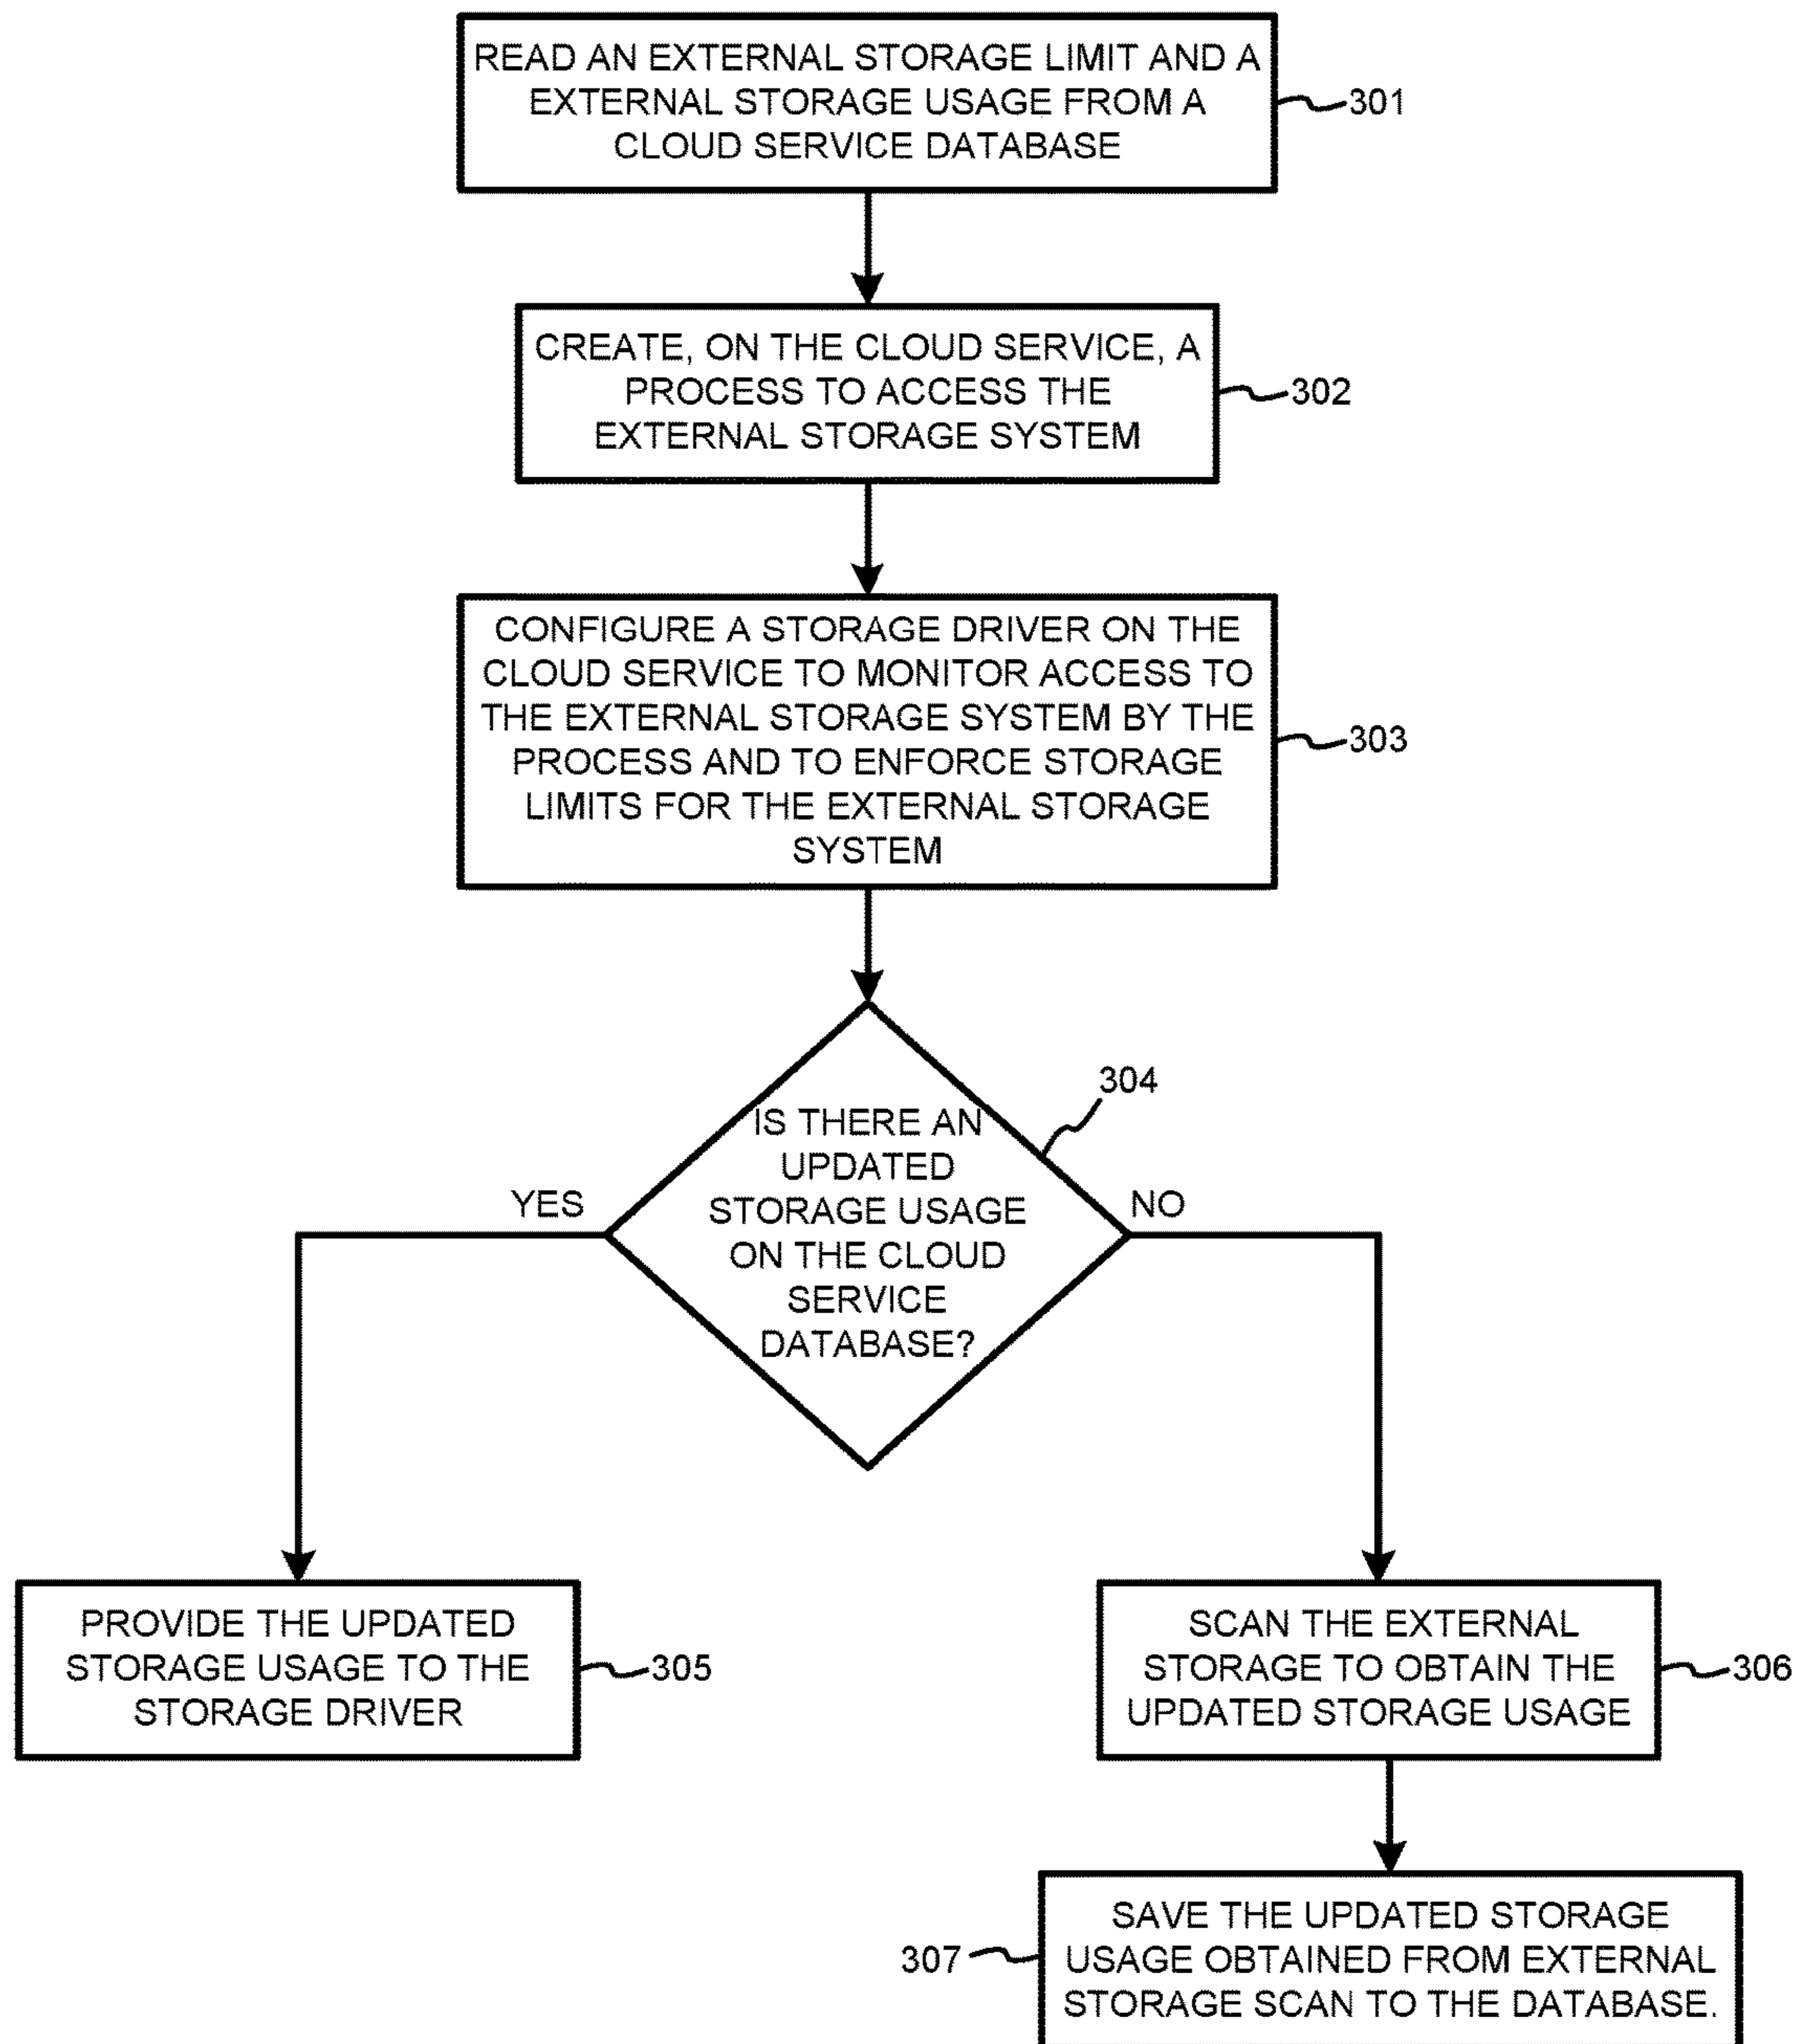 READ AN EXTERNAL STORAGE LIMIT AND A
EXTERNAL STORAGE USAGE FROM A
CLOUD SERVICE DATABASE
301
CREATE, ON THE CLOUD SERVICE, A
PROCESS TO ACCESS THE
EXTERNAL STORAGE SYSTEM
302
CONFIGURE A STORAGE DRIVER ON THE
CLOUD SERVICE TO MONITOR ACCESS TO
THE EXTERNAL STORAGE SYSTEM BY THE
PROCESS AND TO ENFORCE STORAGE
LIMITS FOR THE EXTERNAL STORAGE
SYSTEM
303
304
IS THERE AN
UPDATED
STORAGE USAGE
ON THE CLOUD
SERVICE
DATABASE?
YES
NO
PROVIDE THE UPDATED
STORAGE USAGE TO THE
STORAGE DRIVER
305
SCAN THE EXTERNAL
STORAGE TO OBTAIN THE
UPDATED STORAGE USAGE
306
SAVE THE UPDATED STORAGE
USAGE OBTAINED FROM EXTERNAL
STORAGE SCAN TO THE DATABASE.
307